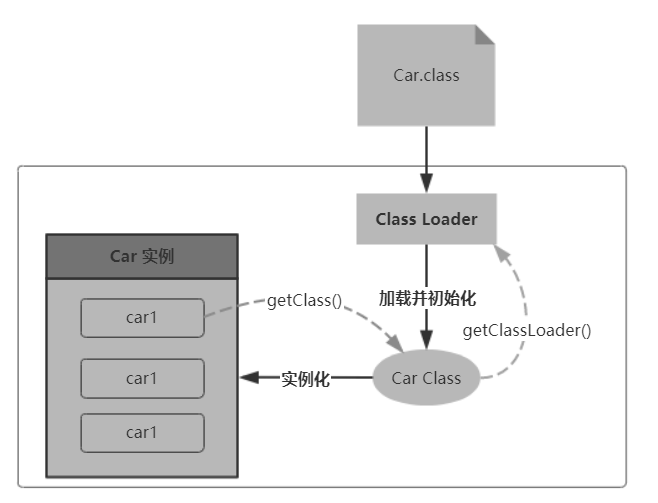 Car.class
Class Loader
Car 实例
加载并初始化
getClass()
car1
getClassLoader()
car1
实例化
Car Class
car1